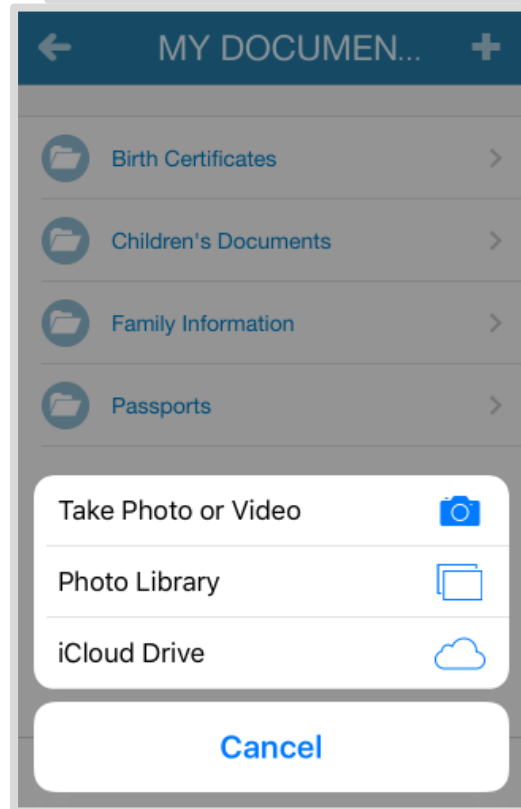 MY DOCUMEN...
Birth Certificates
Children's Documents
Family Information
Passports
Take Photo or Video
Photo Library
iCloud Drive
Cancel